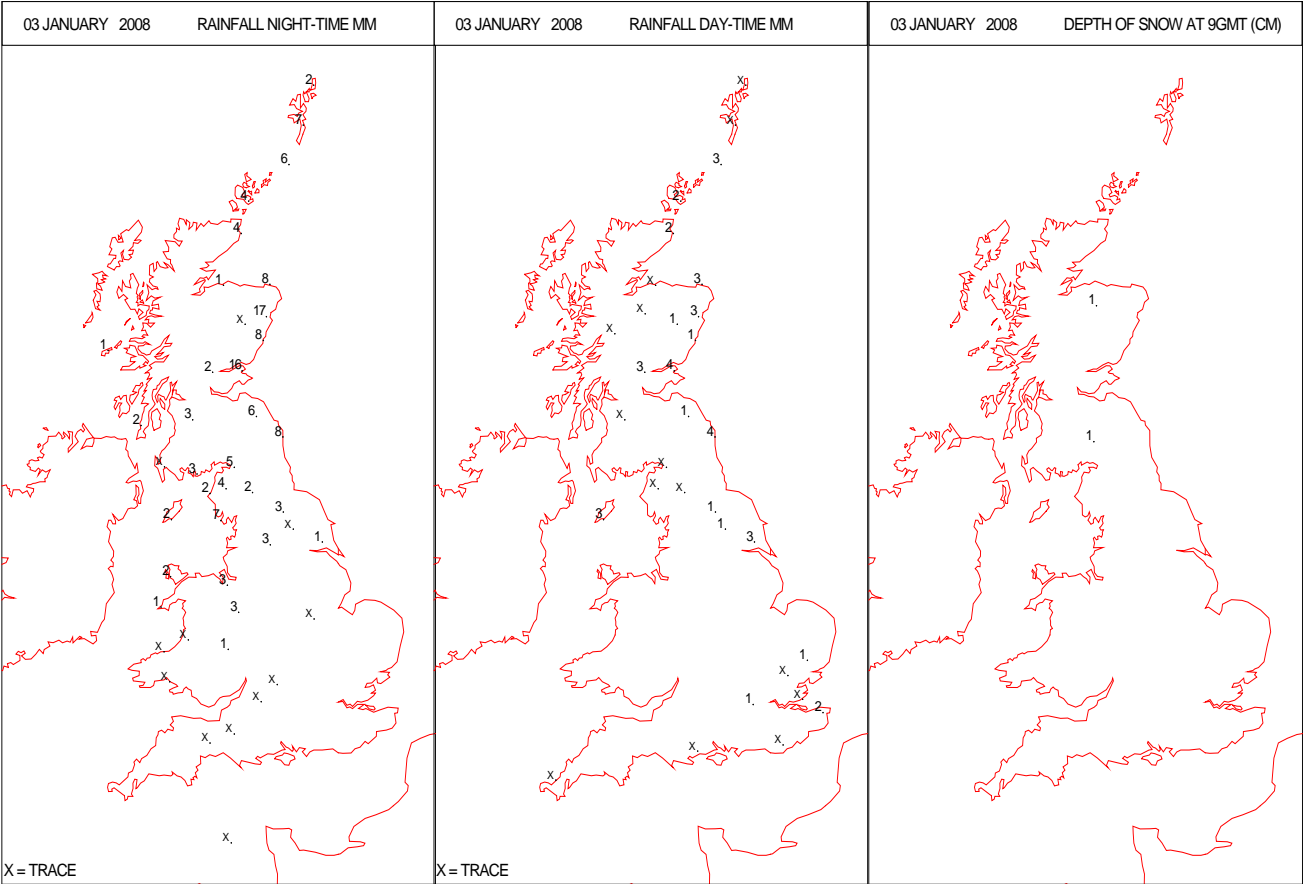 03 JANUARY 2008 RAINFALL NIGHT-TIME MM
2
7
6
4
4
1 8
17
X
8
1
2 16
2 3 6
8
X 3 5
2 4 2
2 7 3
X
3 1
2 3
1 3 X
X X 1
X X
X
X X
X
X = TRACE
03 JANUARY 2008 RAINFALL DAY-TIME MM
X
X
3
2
2
X 3
X 3
1
X 1
3 4
X 1
4
X
X X
3 1
1
3
1
X
1 X
2
X X
X
X = TRACE
03 JANUARY 2008 DEPTH OF SNOW AT 9GMT (CM)
1
1